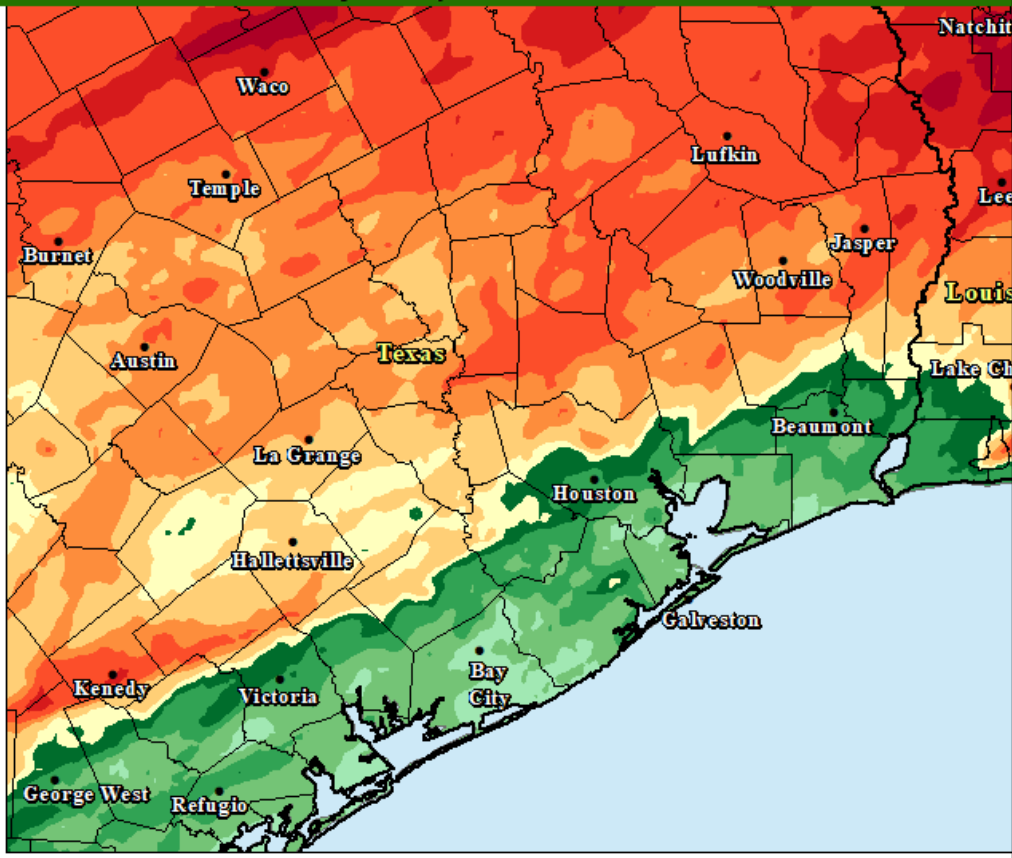 Natchit
Waco
Lufkin
Temple
Lee
Jasper
Burnet
Woodville
Louis
Texas
Austin
Lake Ch
Beaumont
La Grange
Houston
Hallettsville
Galveston
Bay
City
Kenedy
Victoria
George West
Refugio